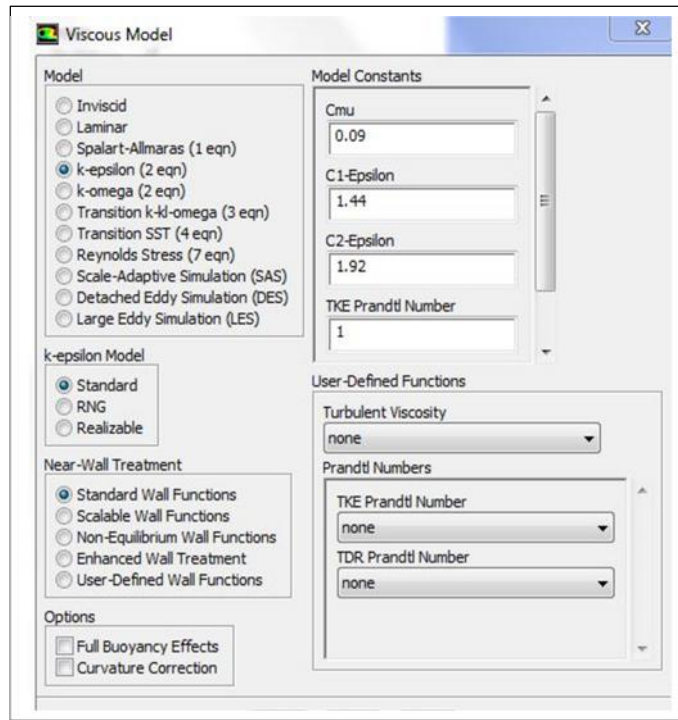 Viscous Model
Model
Inviscid
Laminar
Spalart-Allmaras (1 eqn)
k-epsilon (2 eqn)
k-omega (2 eqn)
Transition k-kl-omega (3 eqn)
Transition SST (4 eqn)
Reynolds Stress (7 eqn)
Scale-Adaptive Simulation (SAS)
Detached Eddy Simulation (DES)
Large Eddy Simulation (LES)
k-epsilon Model
Standard
RNG
Realizable
Near-Wall Treatment
Standard Wall Functions
Scalable Wall Functions
Non-Equilibrium Wall Functions
Enhanced Wall Treatment
User-Defined Wall Functions
Options
Full Buoyancy Effects
Curvature Correction
Model Constants
Cmu
0.09
C1-Epsilon
1.44
C2-Epsilon
1.92
TKE Prandtl Number
1
User-Defined Functions
Turbulent Viscosity
none
Prandtl Numbers
TKE Prandtl Number
none
TDR Prandtl Number
none